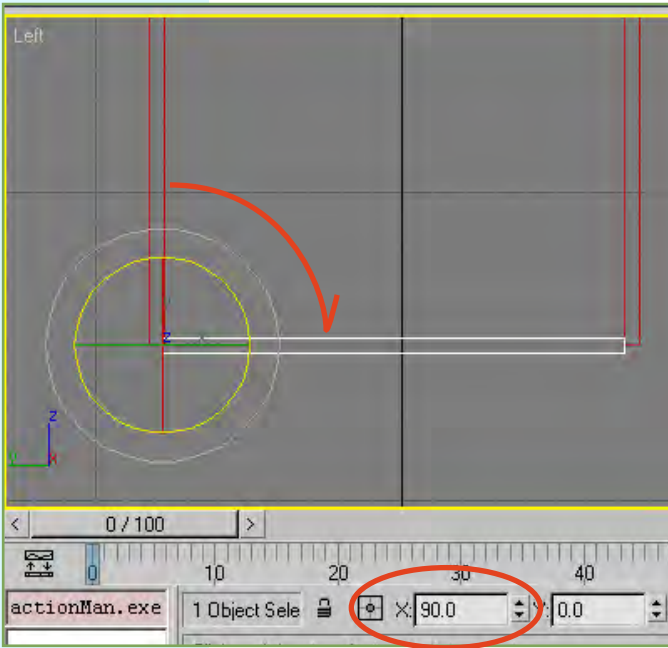 Left
Z
x
z
x
< 0 / 100 >
0 10 20 30 40
actionMan.exe 1 Object Sele X: 90.0 Y: 0.0